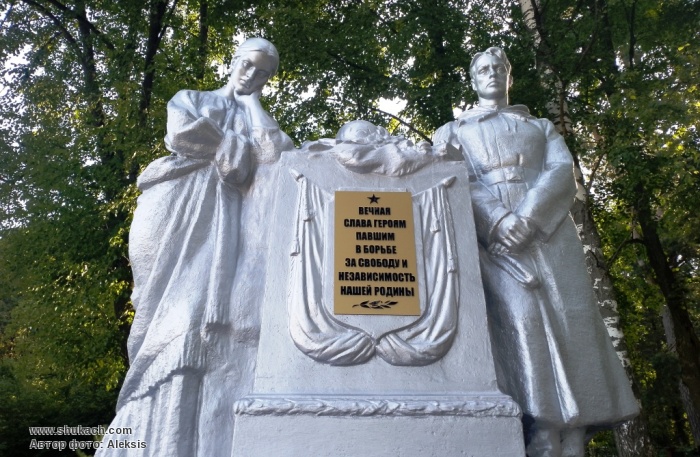 ВЕЧНАЯ
СЛАВА ГЕРОЯМ
ПАВШИМ
В БОРЬБЕ
ЗА СВОБОДУ И
НЕЗАВИСИМОСТЬ
НАШЕЙ РОДИНЫ
www.shukach.com
Автор фото: Aleksis